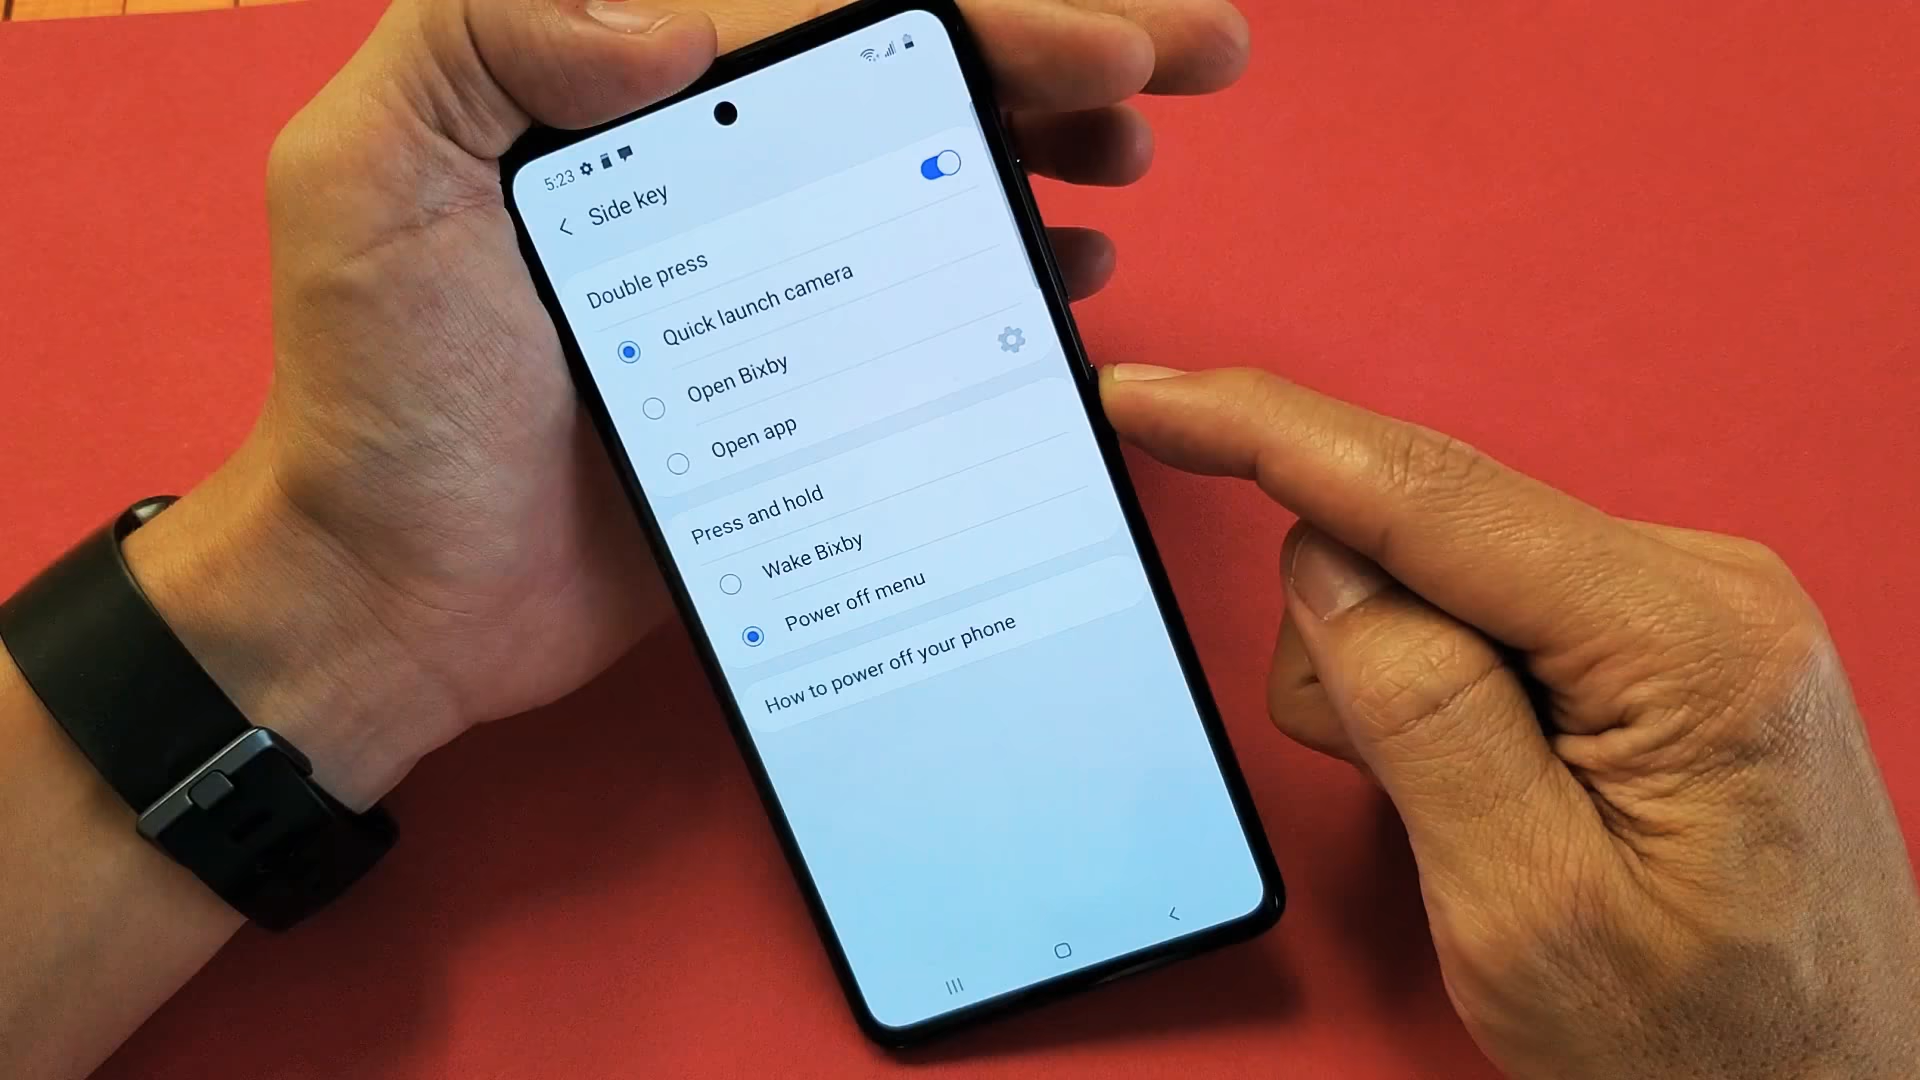 5:23
Side key
Double press
Quick launch camera
Open Bixby
Open app
Press and hold
Wake Bixby
Power off menu
How to power off your phone